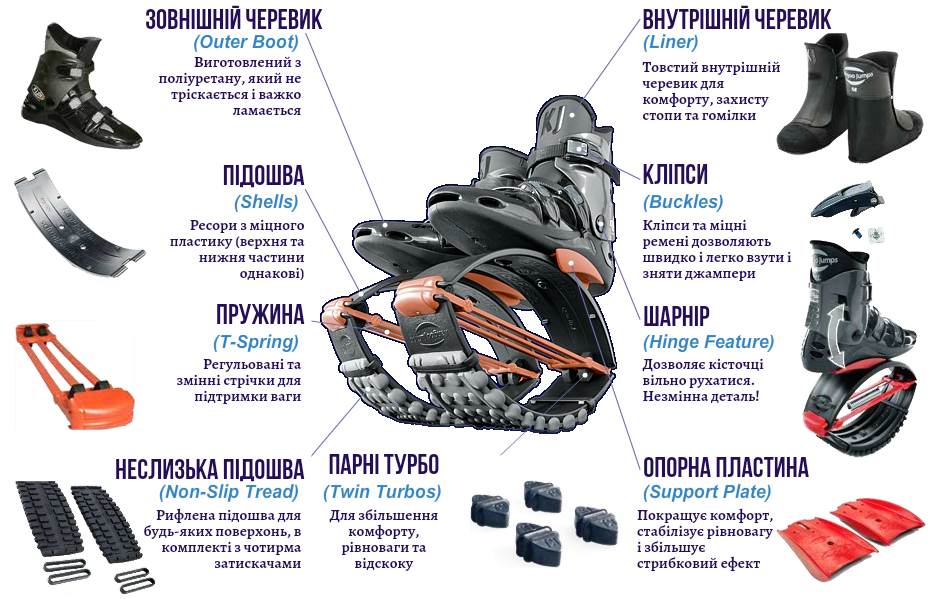 ЗОВНІШНІЙ ЧЕРЕВИК
(Outer Boot)
Виготовлений з
поліуретану, який не
тріскається і важко
ламається
ВНУТРІШНІЙ ЧЕРЕВИК
(Liner)
Товстий внутрішній
черевик для
комфорту, захисту
стопи та гомілки
ПІДОШВА
(Shells)
Ресори з міцного
пластику (верхня та
нижня частини
однакові)
КЛІПСИ
(Buckles)
Кліпси та міцні
ремені дозволяють
швидко і легко взути і
зняти джампери
ПРУЖИНА
(T-Spring)
Регульовані та
змінні стрічки для
підтримки ваги
ШАРНІР
(Hinge Feature)
Дозволяє кісточці
вільно рухатися.
Незмінна деталь!
НЕСЛИЗЬКА ПІДОШВА
(Non-Slip Tread)
Рифлена підошва для
будь-яких поверхонь, в
комплекті з чотирма
затискачами
ПАРНІ ТУРБО
(Twin Turbos)
Для збільшення
комфорту,
рівноваги та
відскоку
ОПОРНА ПЛАСТИНА
(Support Plate)
Покращує комфорт,
стабілізує рівновагу
і збільшує
стрибковий ефект
KJ